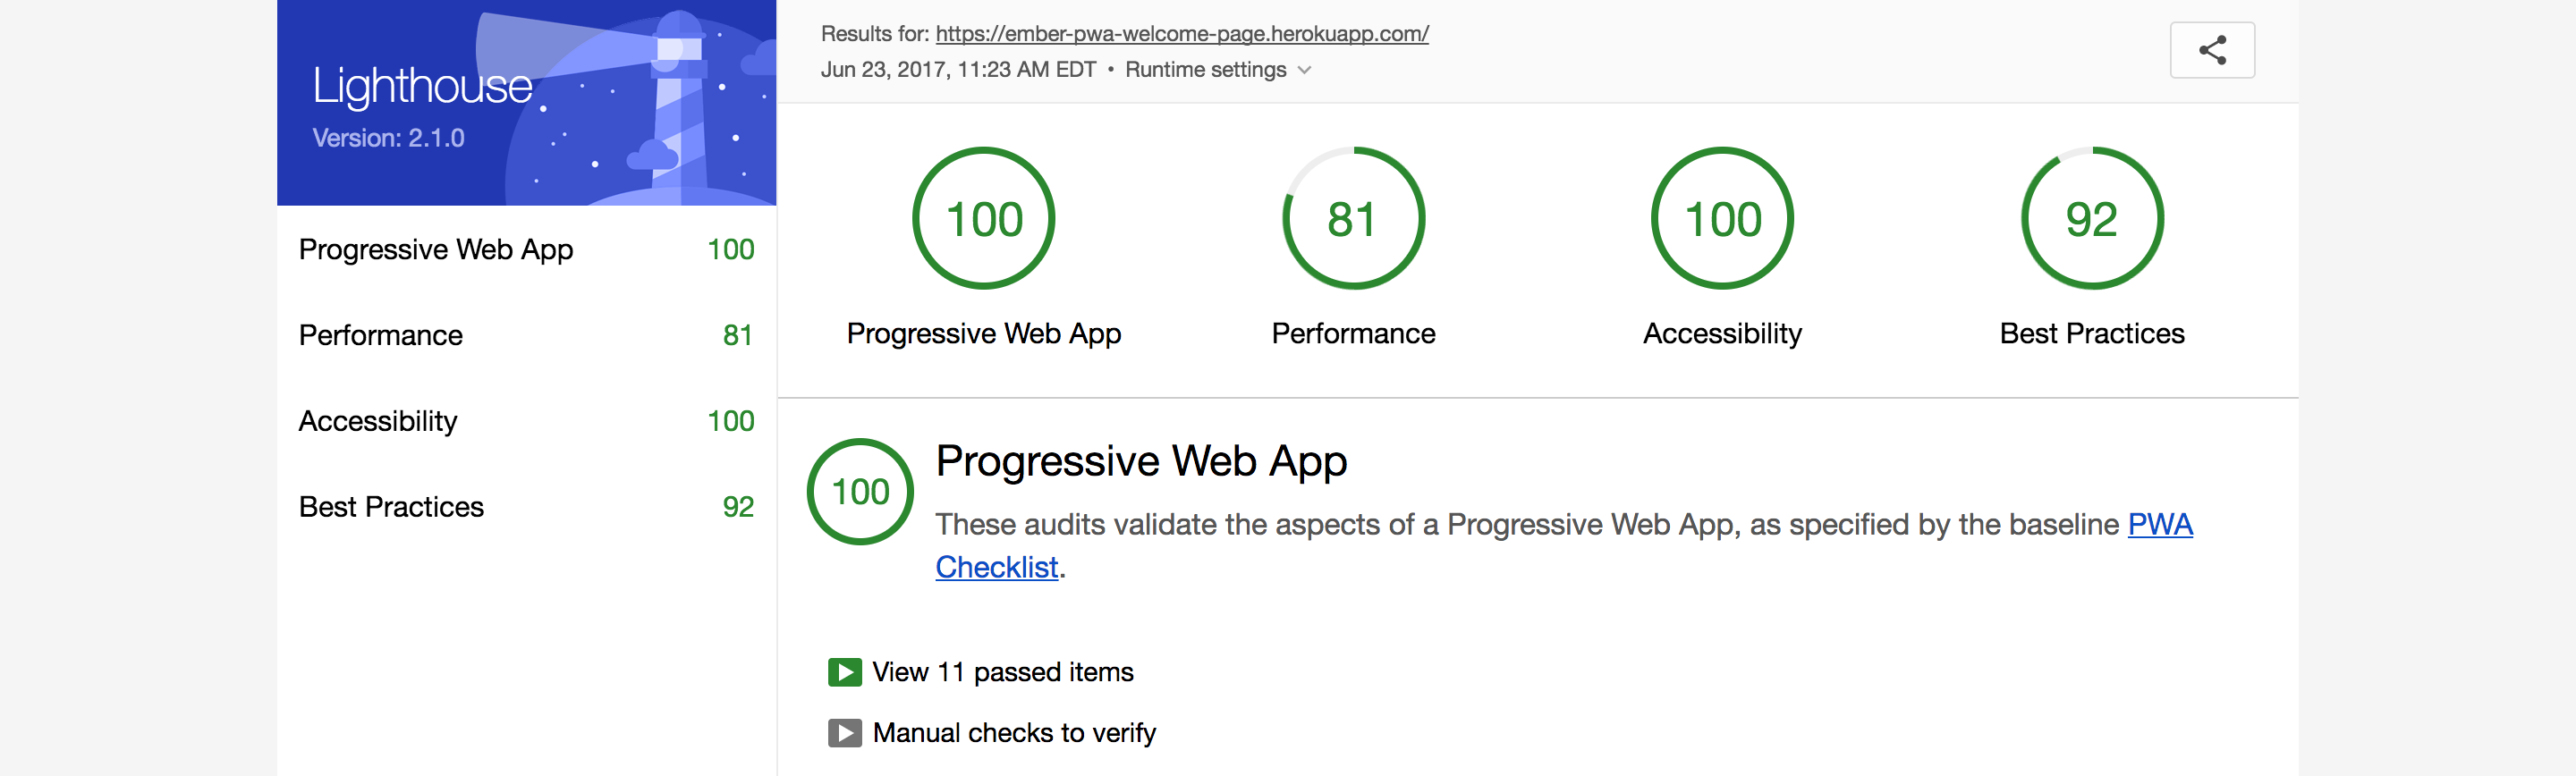 Lighthouse
Version: 2.1.0
Progressive Web App 100
Performance 81
Accessibility 100
Best Practices 92
Results for: https://ember-pwa-welcome-page.herokuapp.com/
Jun 23, 2017, 11:23 AM EDT • Runtime settings
100 81 100 92
Progressive Web App Performance Accessibility Best Practices
100
Progressive Web App
These audits validate the aspects of a Progressive Web App, as specified by the baseline PWA
Checklist.
View 11 passed items
Manual checks to verify